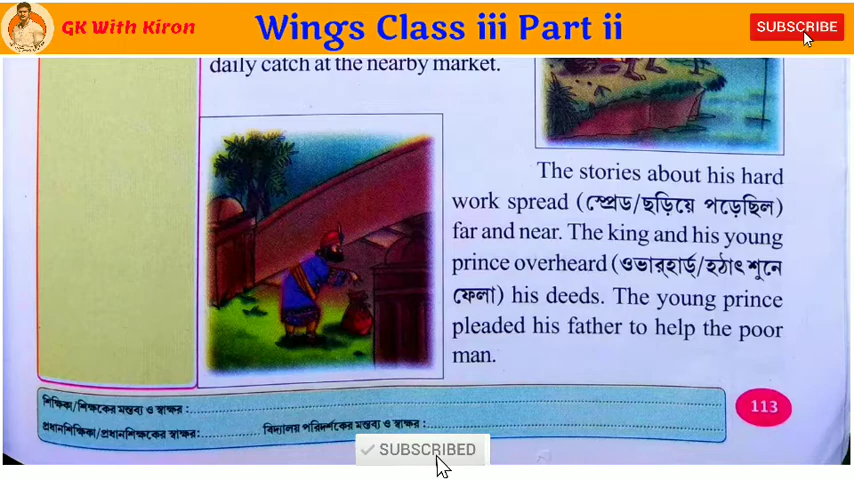 GK With Kiron
Wings Class iii Part ii
SUBSCRIBE
daily catch at the nearby market.
The stories about his hard
work spread (স্প্রেড/ছড়িয়ে পড়েছিল)
far and near. The king and his young
prince overheard (ওভার্‌হার্ড্/হঠাৎ শুনে
ফেলা) his deeds. The young prince
pleaded his father to help the poor
man.
শিক্ষিকা/শিক্ষকের মন্তব্য ও স্বাক্ষর :
প্রধানশিক্ষিকা/প্রধানশিক্ষকের স্বাক্ষর: বিদ্যালয় পরিদর্শকের মন্তব্য ও স্বাক্ষর :
113
SUBSCRIBED